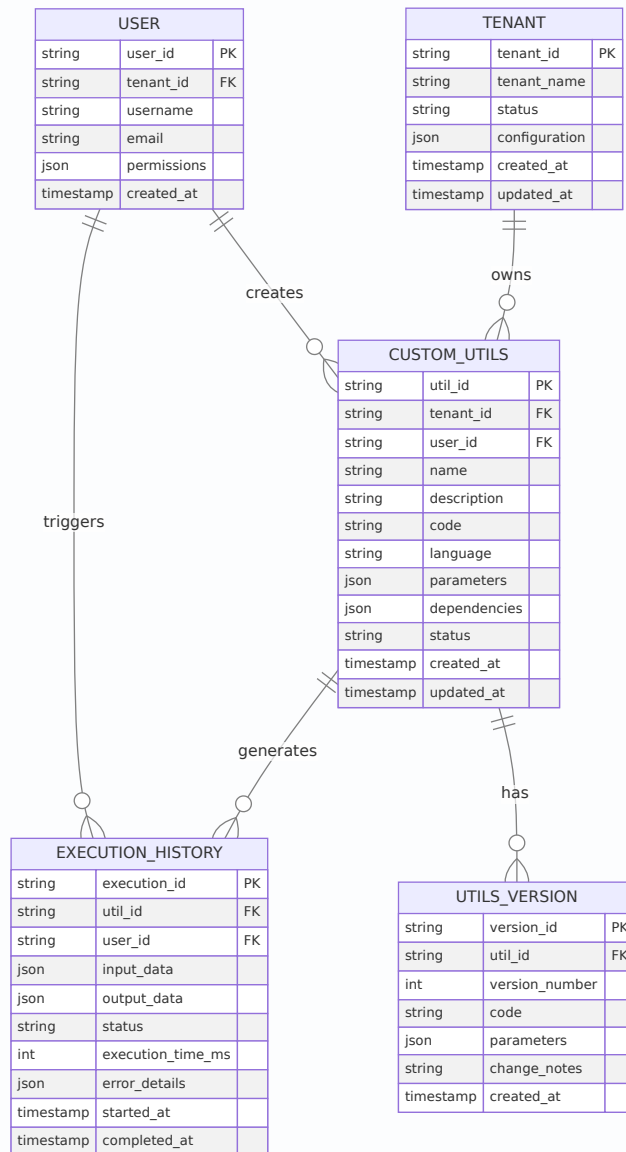 USER
string user_id PK
string tenant_id FK
string username
string email
json permissions
timestamp created_at
TENANT
string tenant_id PK
string tenant_name
string status
json configuration
timestamp created_at
timestamp updated_at
creates
owns
CUSTOM_UTILS
string util_id PK
string tenant_id FK
string user_id FK
string name
string description
string code
string language
json parameters
json dependencies
string status
timestamp created_at
timestamp updated_at
triggers
generates
has
EXECUTION_HISTORY
string execution_id PK
string util_id FK
string user_id FK
json input_data
json output_data
string status
int execution_time_ms
json error_details
timestamp started_at
timestamp completed_at
UTILS_VERSION
string version_id PK
string util_id FK
int version_number
string code
json parameters
string change_notes
timestamp created_at